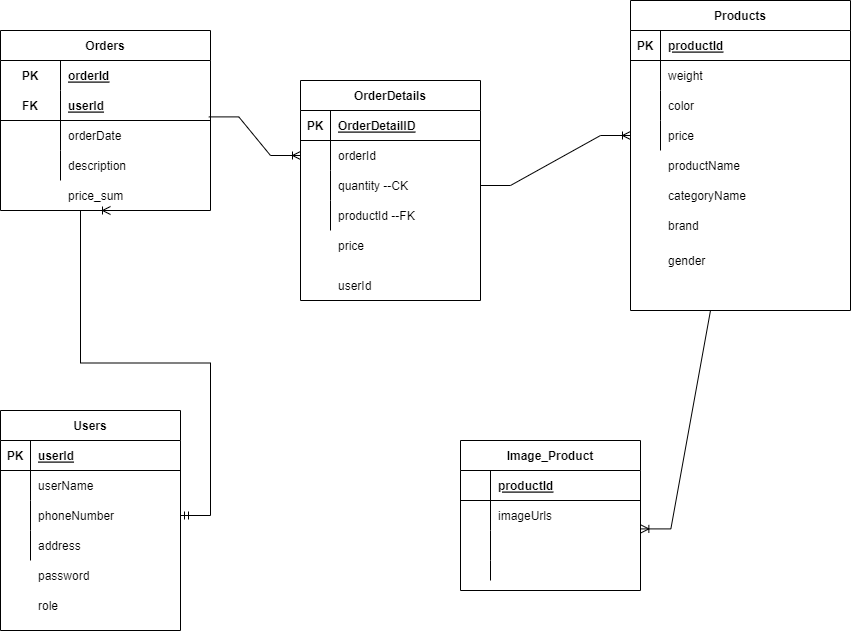 Orders
PK orderId
FK userId
orderDate
description
price_sum
OrderDetails
PK OrderDetailID
orderId
quantity --CK
productId --FK
price
userId
Products
PK productId
weight
color
price
productName
categoryName
brand
gender
Users
PK userId
userName
phoneNumber
address
password
role
Image_Product
productId
imageUrls